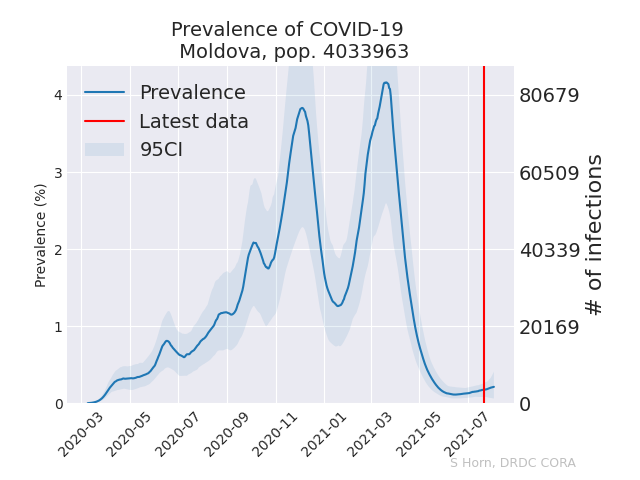 Prevalence of COVID-19
Moldova, pop. 4033963
Prevalence
Latest data
95CI
Prevalence (%)
4
3
2
1
0
80679
60509
40339
20169
0
# of infections
2020-03
2020-05
2020-07
2020-09
2020-11
2021-01
2021-03
2021-05
2021-07
S Horn, DRDC CORA